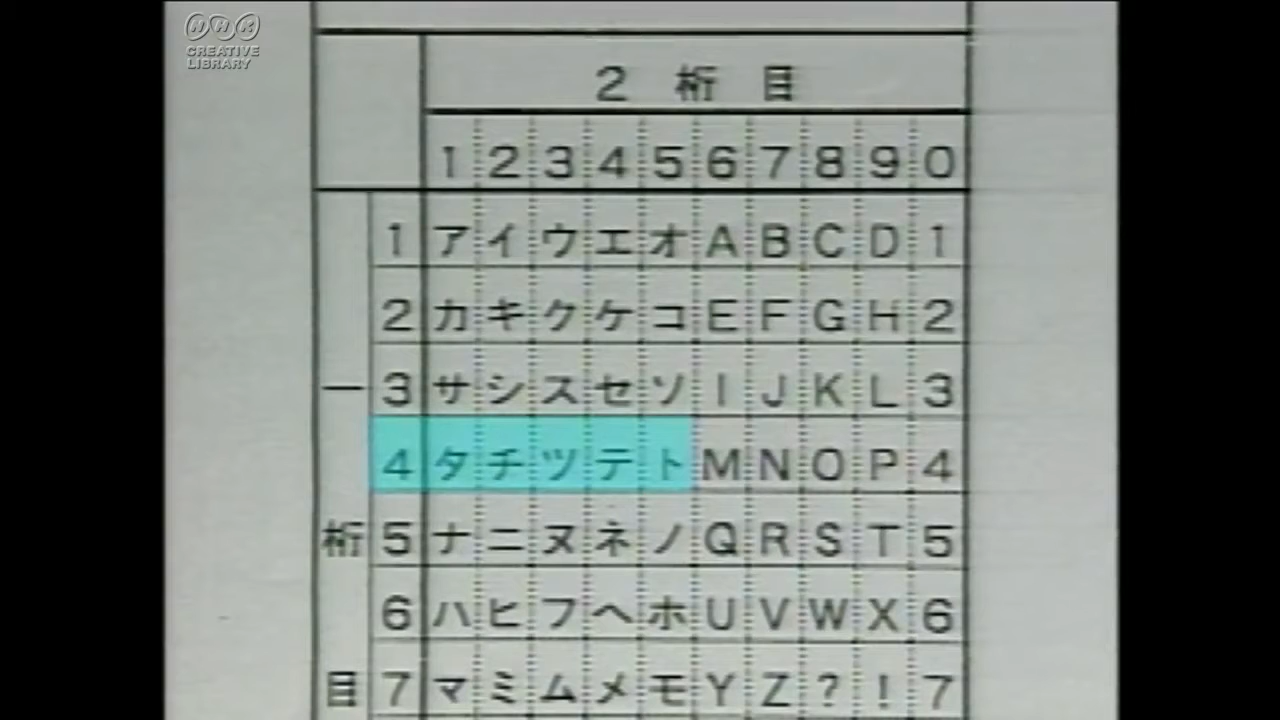 NHK
CREATIVE
LIBRARY
2 桁 目
1 2 3 4 5 6 7 8 9 0
一 桁 目
1 ア イ ウ エ オ A B C D 1
2 カ キ ク ケ コ E F G H 2
3 サ シ ス セ ソ I J K L 3
4 タ チ ツ テ ト M N O P 4
5 ナ ニ ヌ ネ ノ Q R S T 5
6 ハ ヒ フ ヘ ホ U V W X 6
7 マ ミ ム メ モ Y Z ? ! 7